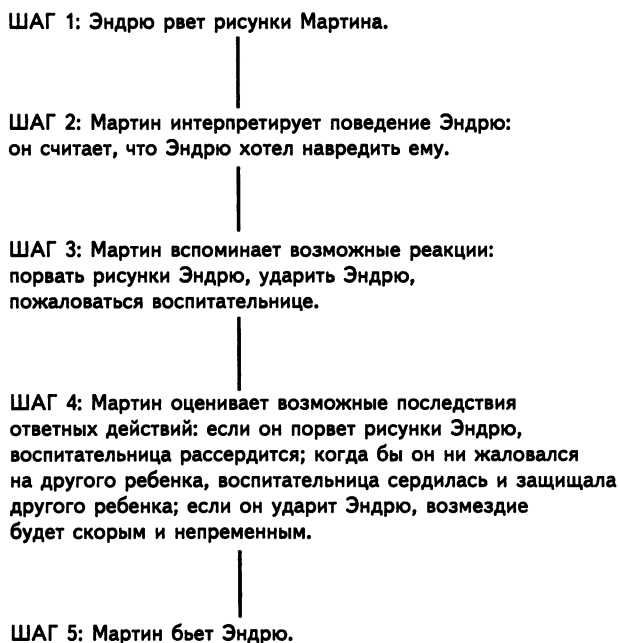 ШАГ 1: Эндрю рвет рисунки Мартина.
ШАГ 2: Мартин интерпретирует поведение Эндрю:
он считает, что Эндрю хотел навредить ему.
ШАГ 3: Мартин вспоминает возможные реакции:
порвать рисунки Эндрю, ударить Эндрю,
пожаловаться воспитательнице.
ШАГ 4: Мартин оценивает возможные последствия
ответных действий: если он порвет рисунки Эндрю,
воспитательница рассердится; когда бы он ни жаловался
на другого ребенка, воспитательница сердилась и защищала
другого ребенка; если он ударит Эндрю, возмездие
будет скорым и непременным.
ШАГ 5: Мартин бьет Эндрю.